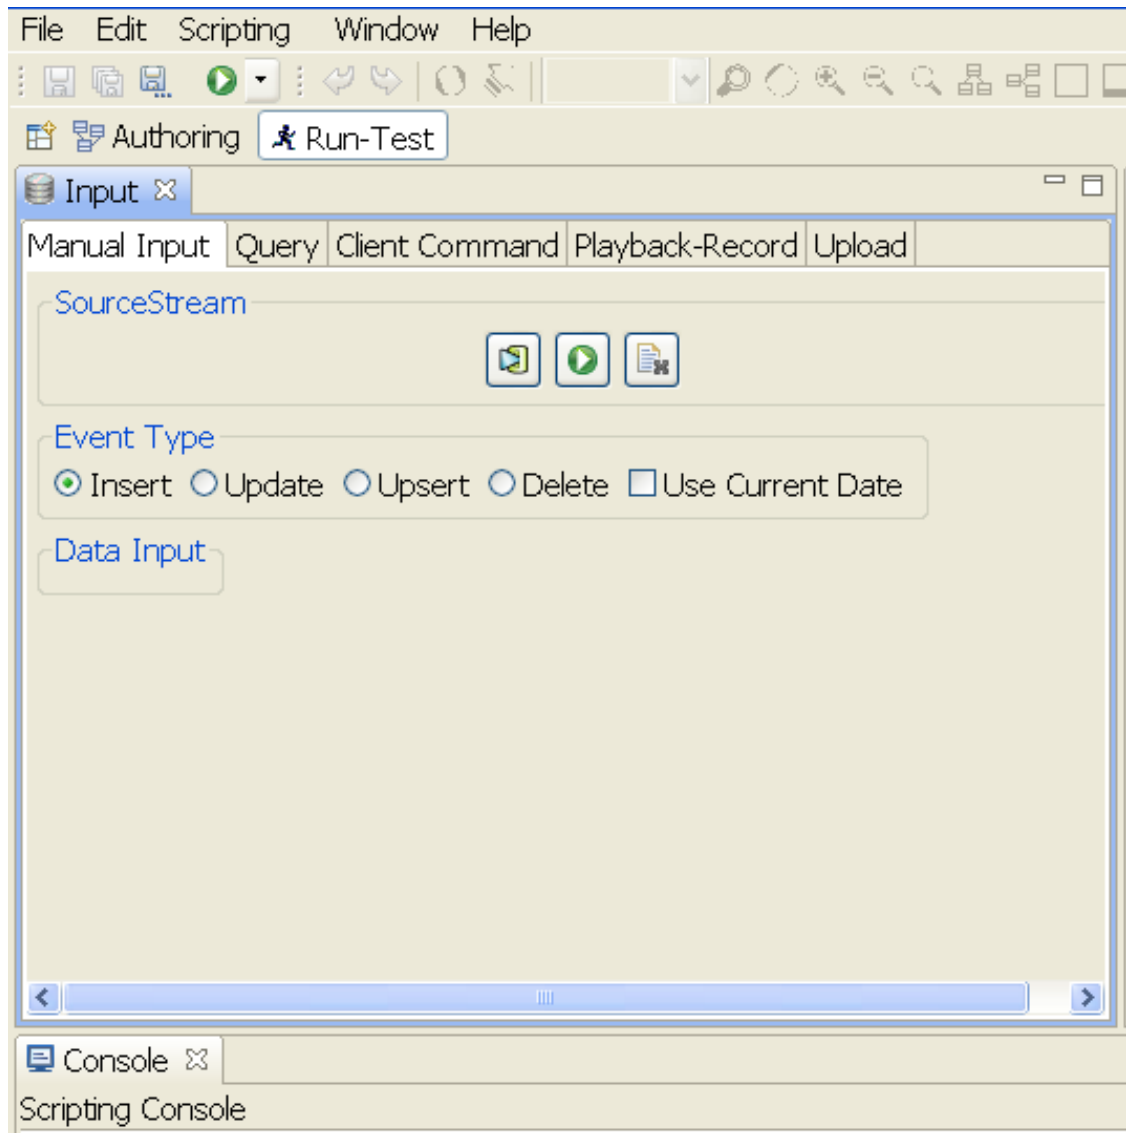 File Edit Scripting Window Help
Authoring Run-Test
Input
Manual Input Query Client Command Playback-Record Upload
SourceStream
Event Type
Insert Update Upsert Delete Use Current Date
Data Input
Console
Scripting Console